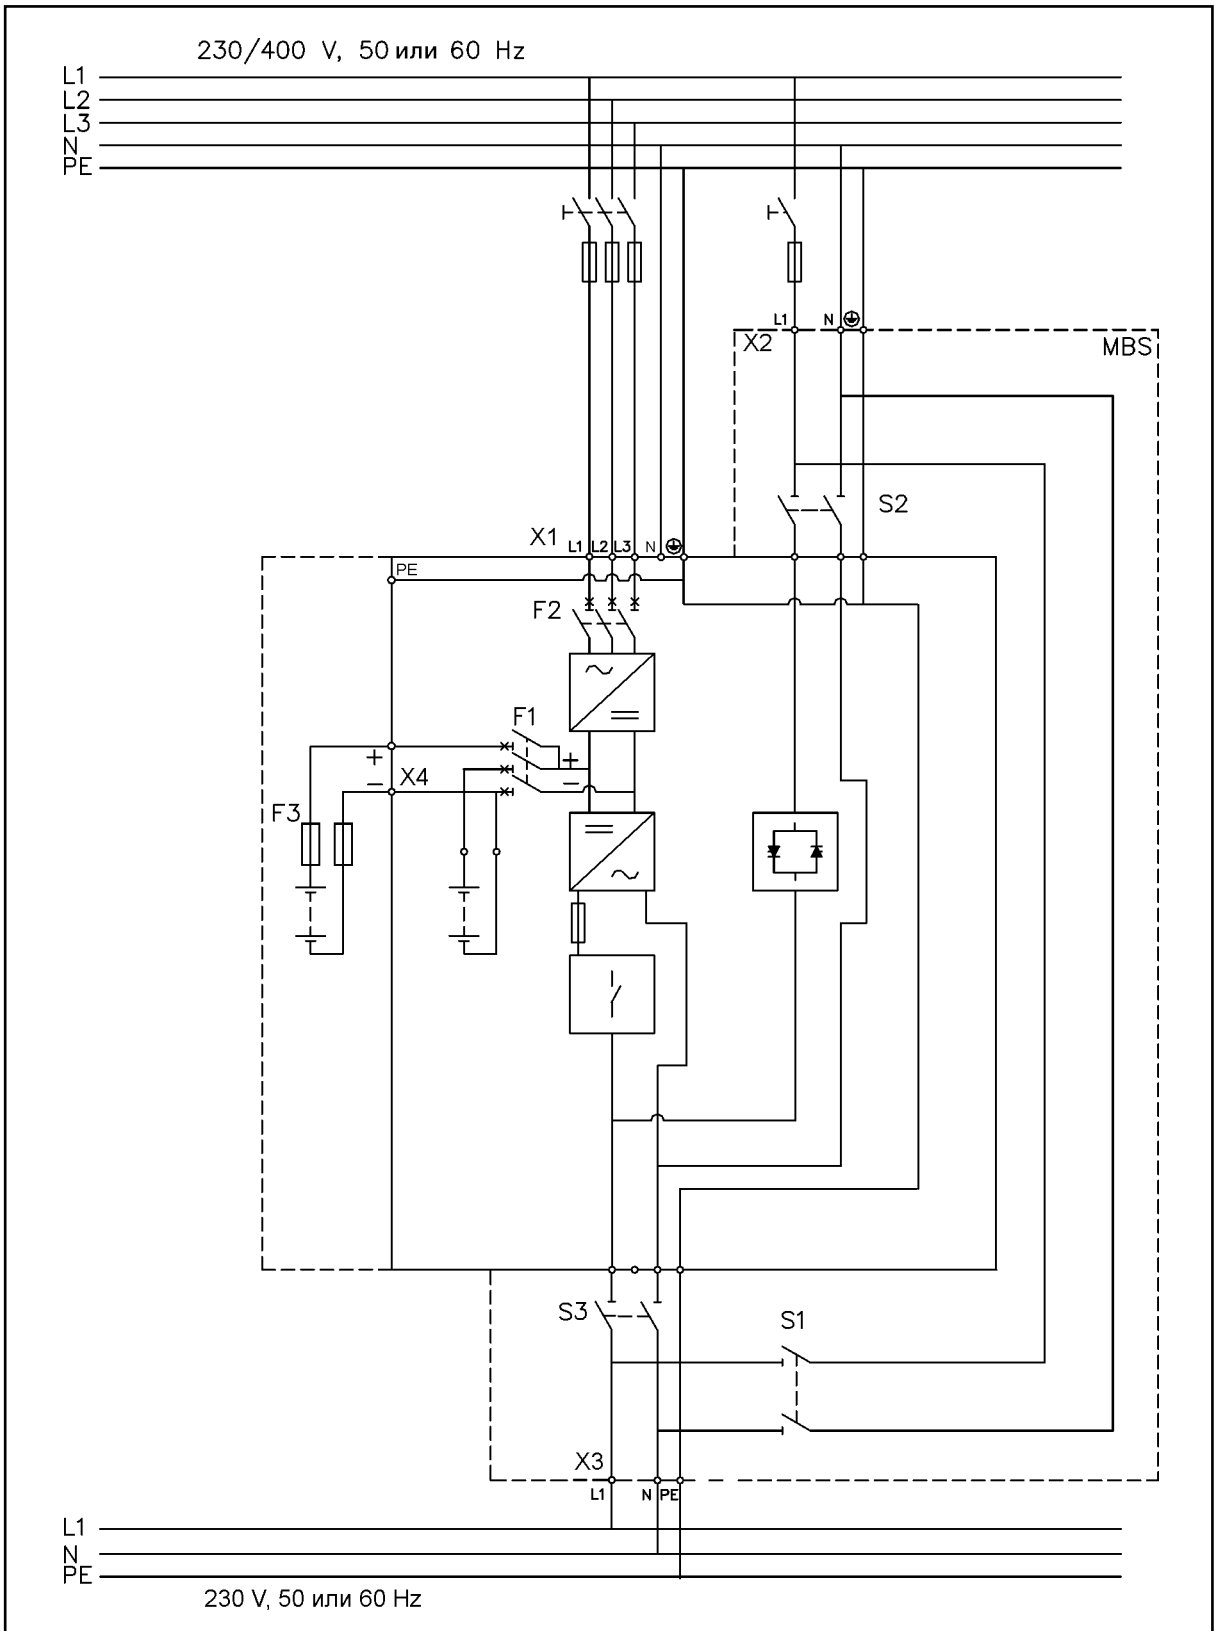 230/400 V, 50 или 60 Hz
L1
L2
L3
N
PE
L1 N
X2 MBS
S2
X1 L1 L2 L3 N
PE
F2
F1
+ +
− X4 −
F3
S3 S1
X3
L1 N PE
L1
N
PE
230 V, 50 или 60 Hz